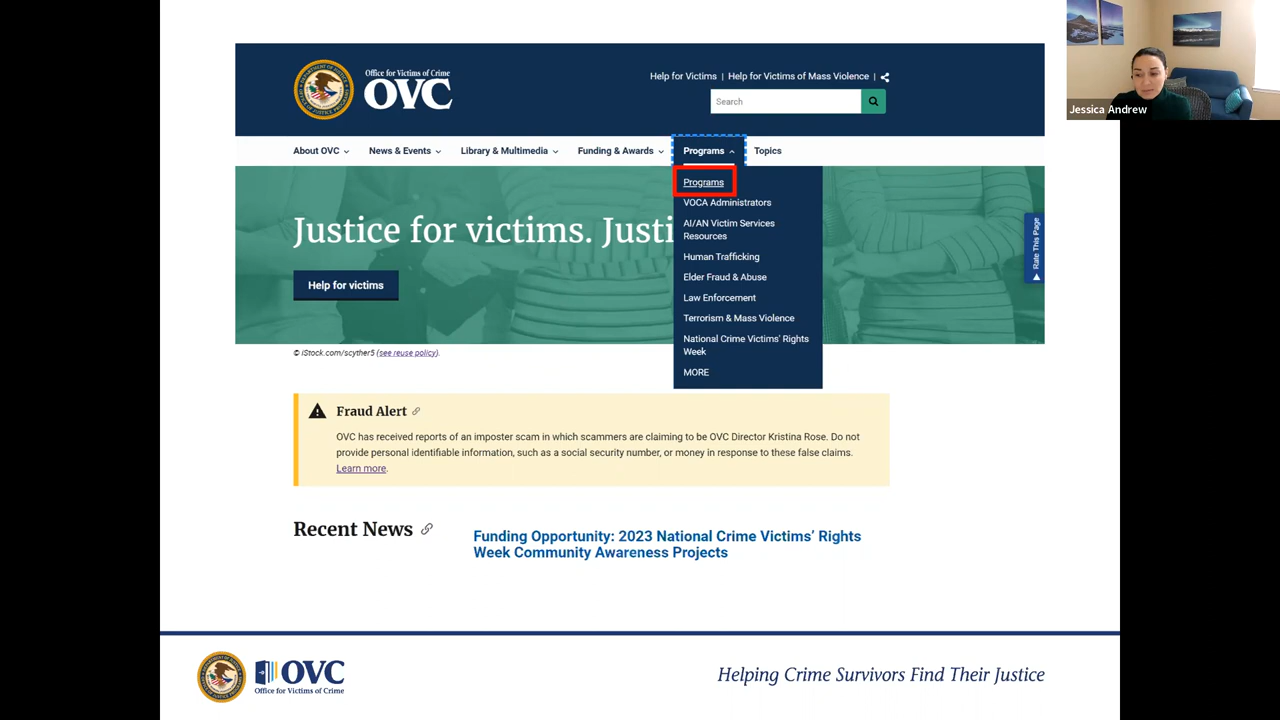 Jessica Andrew
Office for Victims of Crime
OVC
Help for Victims | Help for Victims of Mass Violence |
Search
About OVC
News & Events
Library & Multimedia
Funding & Awards
Programs
Topics
Programs
VOCA Administrators
AI/AN Victim Services
Resources
Human Trafficking
Elder Fraud & Abuse
Law Enforcement
Terrorism & Mass Violence
National Crime Victims' Rights
Week
MORE
Justice for victims. Justi
Help for victims
Rate This Page
© iStock.com/scyther5 (see reuse policy).
Fraud Alert
OVC has received reports of an imposter scam in which scammers are claiming to be OVC Director Kristina Rose. Do not
provide personal identifiable information, such as a social security number, or money in response to these false claims.
Learn more.
Recent News
Funding Opportunity: 2023 National Crime Victims' Rights
Week Community Awareness Projects
OVC
Office for Victims of Crime
Helping Crime Survivors Find Their Justice